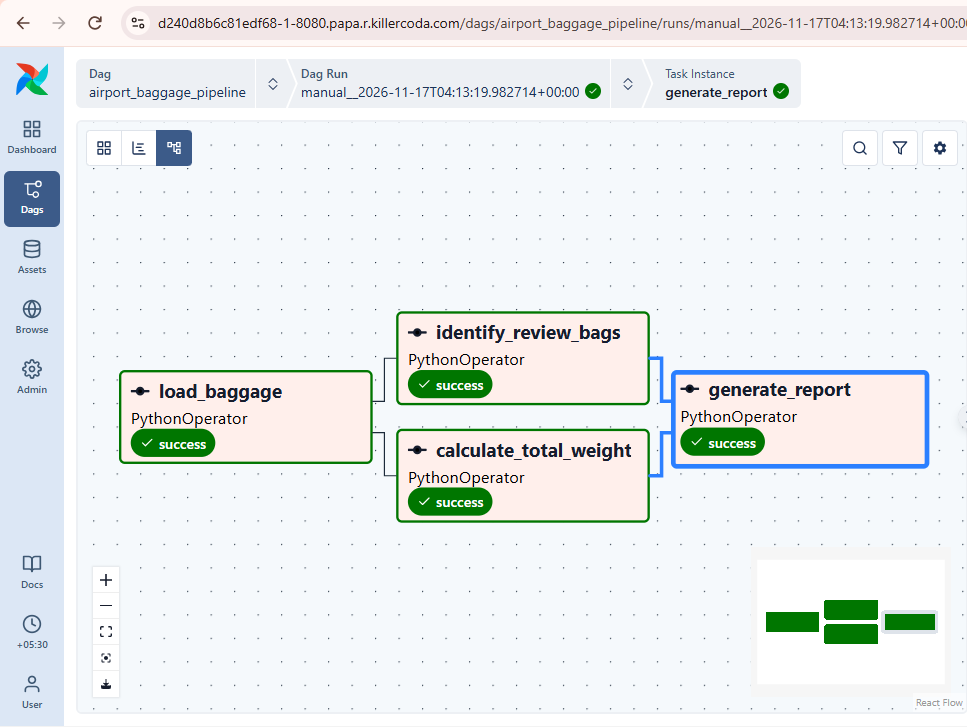 d240d8b6c81edf68-1-8080.papa.r.killercoda.com/dags/airport_baggage_pipeline/runs/manual__2026-11-17T04:13:19.982714+00:0
Dag
airport_baggage_pipeline
Dag Run
manual__2026-11-17T04:13:19.982714+00:00
Task Instance
generate_report
Dashboard
Dags
Assets
Browse
Admin
Docs
+05:30
User
load_baggage
PythonOperator
success
identify_review_bags
PythonOperator
success
calculate_total_weight
PythonOperator
success
generate_report
PythonOperator
success
React Flow